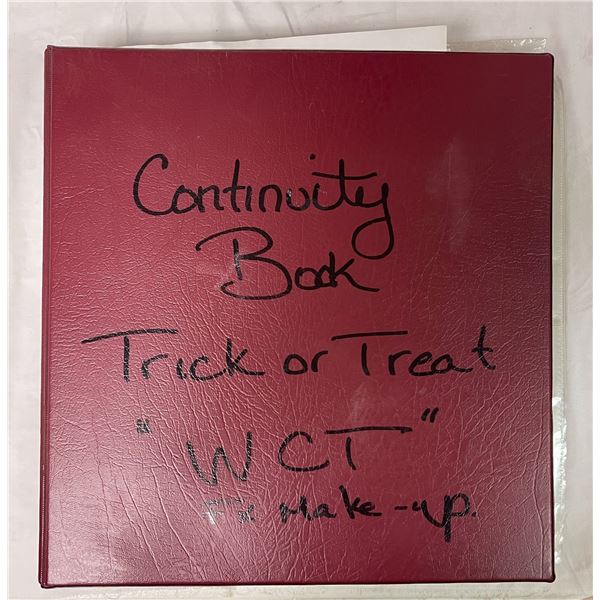 Continuity
Book
Trick or Treat
"WCT"
Fx Make-up.